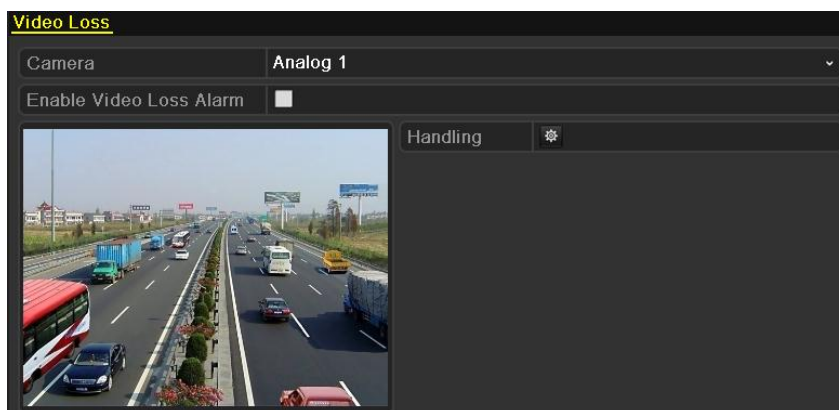 Video Loss
Camera
Analog 1
Enable Video Loss Alarm
Handling